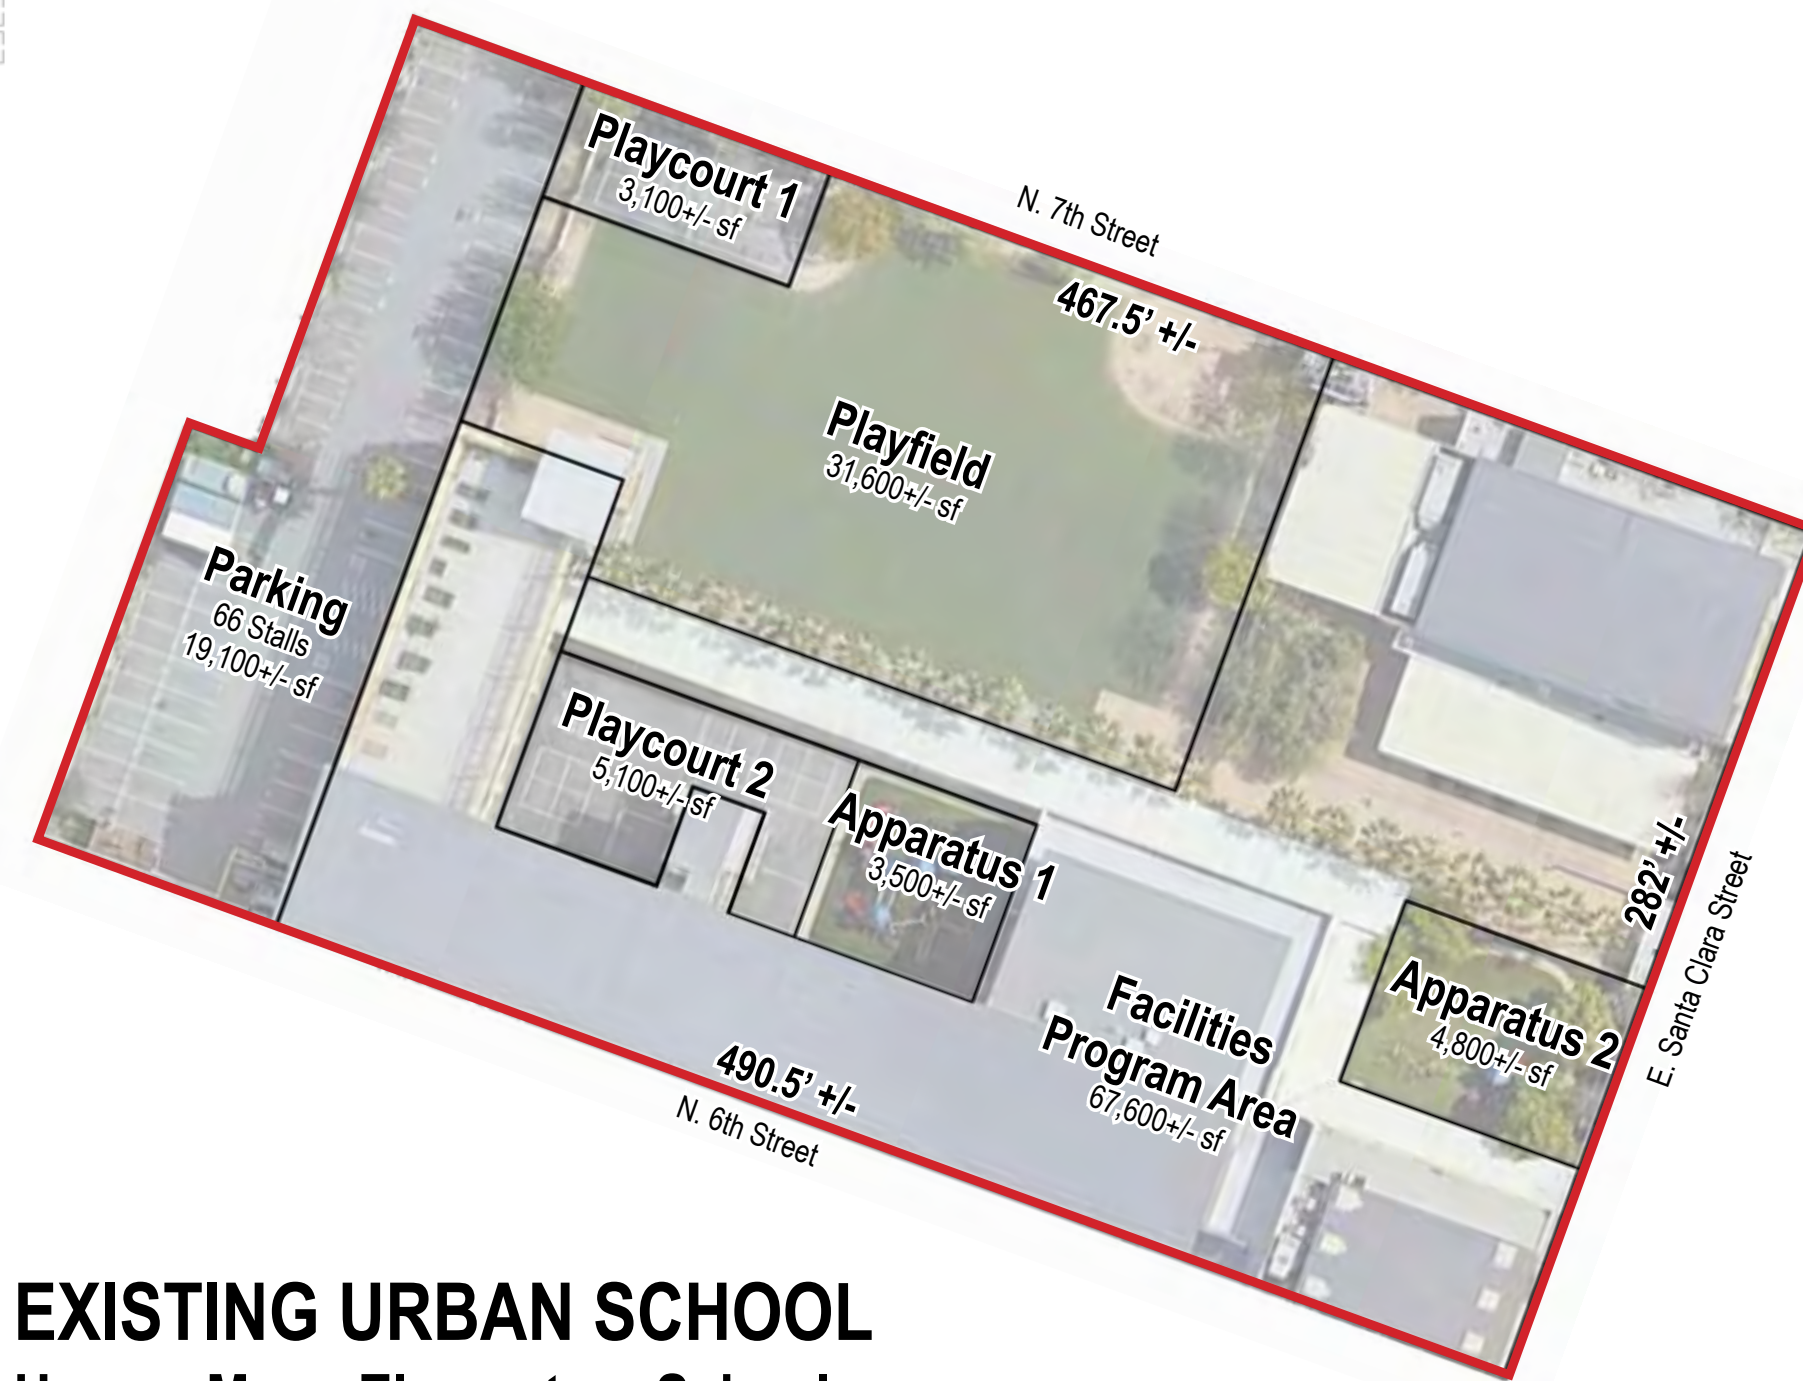 Playcourt 1
3,100+/- sf
N. 7th Street
467.5’ +/-
Playfield
31,600+/- sf
Parking
66 Stalls
19,100+/- sf
Playcourt 2
5,100+/- sf
Apparatus 1
3,500+/- sf
282’ +/-
E. Santa Clara Street
Apparatus 2
4,800+/- sf
Facilities
Program Area
67,600+/- sf
490.5’ +/-
N. 6th Street
EXISTING URBAN SCHOOL
Elementary School